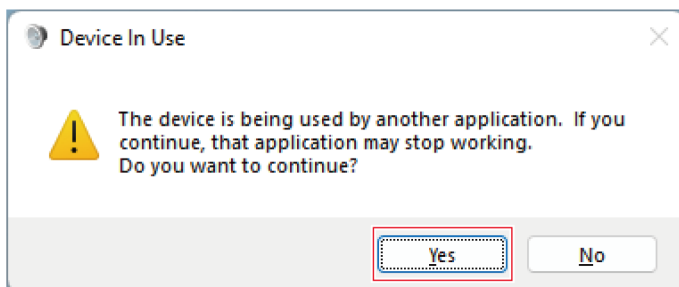 Device In Use
The device is being used by another application.  If you
continue, that application may stop working.
Do you want to continue?
Yes
No